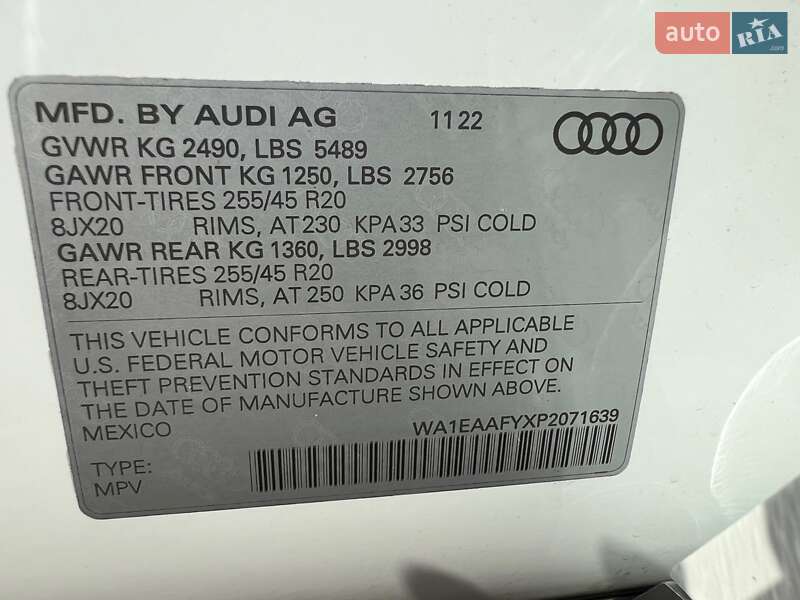 auto RIA.com
MFD. BY AUDI AG 11 22
GVWR KG 2490, LBS 5489
GAWR FRONT KG 1250, LBS 2756
FRONT-TIRES 255/45 R20
8JX20 RIMS, AT 230 KPA 33 PSI COLD
GAWR REAR KG 1360, LBS 2998
REAR-TIRES 255/45 R20
8JX20 RIMS, AT 250 KPA 36 PSI COLD
THIS VEHICLE CONFORMS TO ALL APPLICABLE
U.S. FEDERAL MOTOR VEHICLE SAFETY AND
THEFT PREVENTION STANDARDS IN EFFECT ON
THE DATE OF MANUFACTURE SHOWN ABOVE.
MEXICO WA1EAAFYXP2071639
TYPE:
MPV